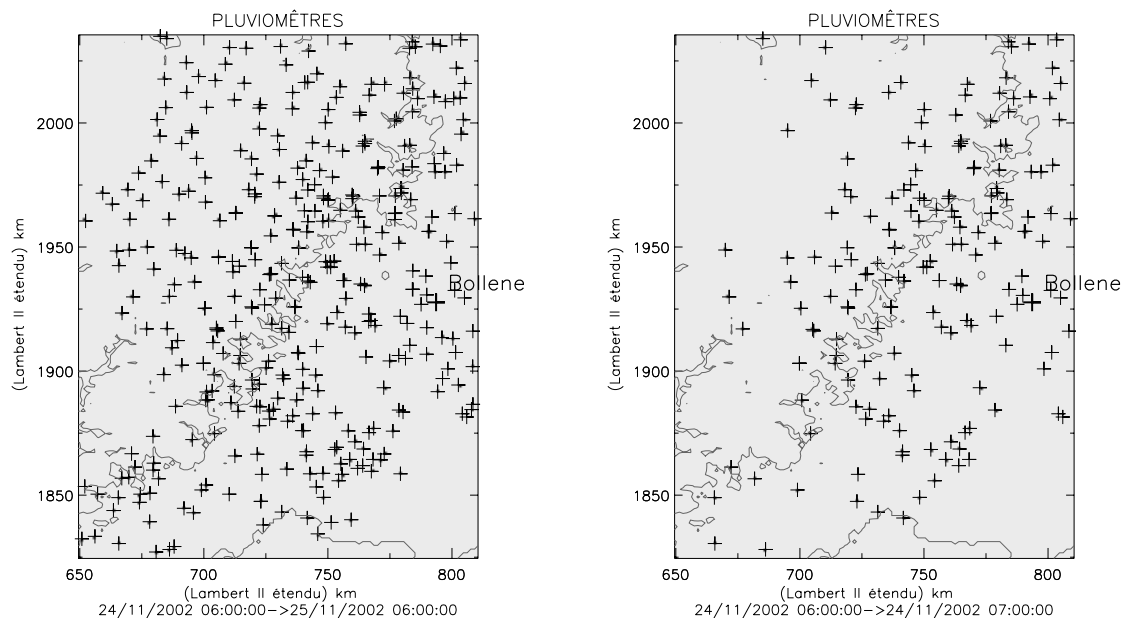 PLUVIOMÊTRES
2000
1950
1900
1850
(Lambert II étendu) km
Bollene
650 700 750 800
(Lambert II étendu) km
24/11/2002 06:00:00->25/11/2002 06:00:00
PLUVIOMÊTRES
2000
1950
1900
1850
(Lambert II étendu) km
Bollene
650 700 750 800
(Lambert II étendu) km
24/11/2002 06:00:00->24/11/2002 07:00:00